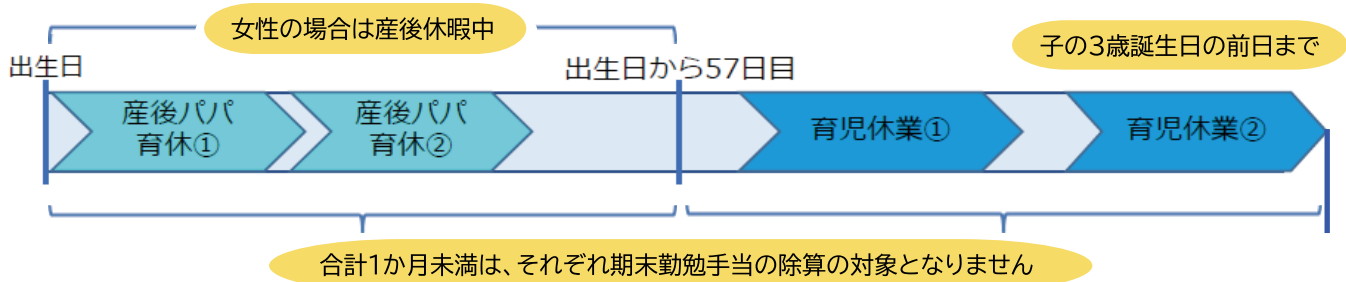 女性の場合は産後休暇中
子の3歳誕生日の前日まで
出生日
出生日から57日目
産後パパ
育休①
産後パパ
育休②
育児休業①
育児休業②
合計1か月未満は、それぞれ期末勤勉手当の除算の対象となりません